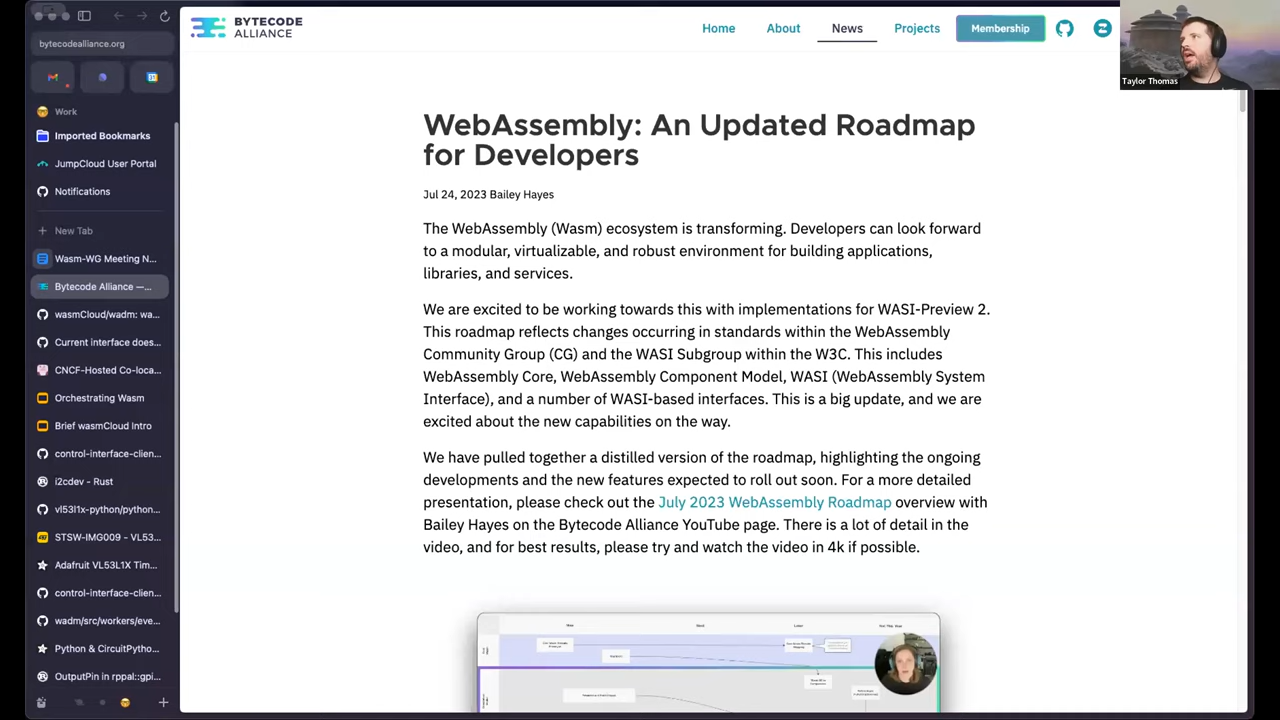 bytecodealliance.org
Work
Imported Bookmarks
JumpCloud User Portal
Notifications
New Tab
Wasm-WG Meeting N...
Bytecode Alliance —...
wasmCloud/wadm: wa...
Current interface does...
CNCF-Hosted Co-loca...
Orchestrating Wasm
Brief wasmCloud Intro
control-interface-clien...
i2cdev - Rust
vl53l1x-python/python...
STSW-IMG009 - VL53...
Adafruit VL53L1X Tim...
control-interface-clien...
wadm/src/workers/eve...
Python & CircuitPytho...
OutputPin in rppal::gpi...
BYTECODE
ALLIANCE
Home
About
News
Projects
Membership
Taylor Thomas
WebAssembly: An Updated Roadmap
for Developers
Jul 24, 2023 Bailey Hayes
The WebAssembly (Wasm) ecosystem is transforming. Developers can look forward
to a modular, virtualizable, and robust environment for building applications,
libraries, and services.
We are excited to be working towards this with implementations for WASI-Preview 2.
This roadmap reflects changes occurring in standards within the WebAssembly
Community Group (CG) and the WASI Subgroup within the W3C. This includes
WebAssembly Core, WebAssembly Component Model, WASI (WebAssembly System
Interface), and a number of WASI-based interfaces. This is a big update, and we are
excited about the new capabilities on the way.
We have pulled together a distilled version of the roadmap, highlighting the ongoing
developments and the new features expected to roll out soon. For a more detailed
presentation, please check out the July 2023 WebAssembly Roadmap overview with
Bailey Hayes on the Bytecode Alliance YouTube page. There is a lot of detail in the
video, and for best results, please try and watch the video in 4k if possible.